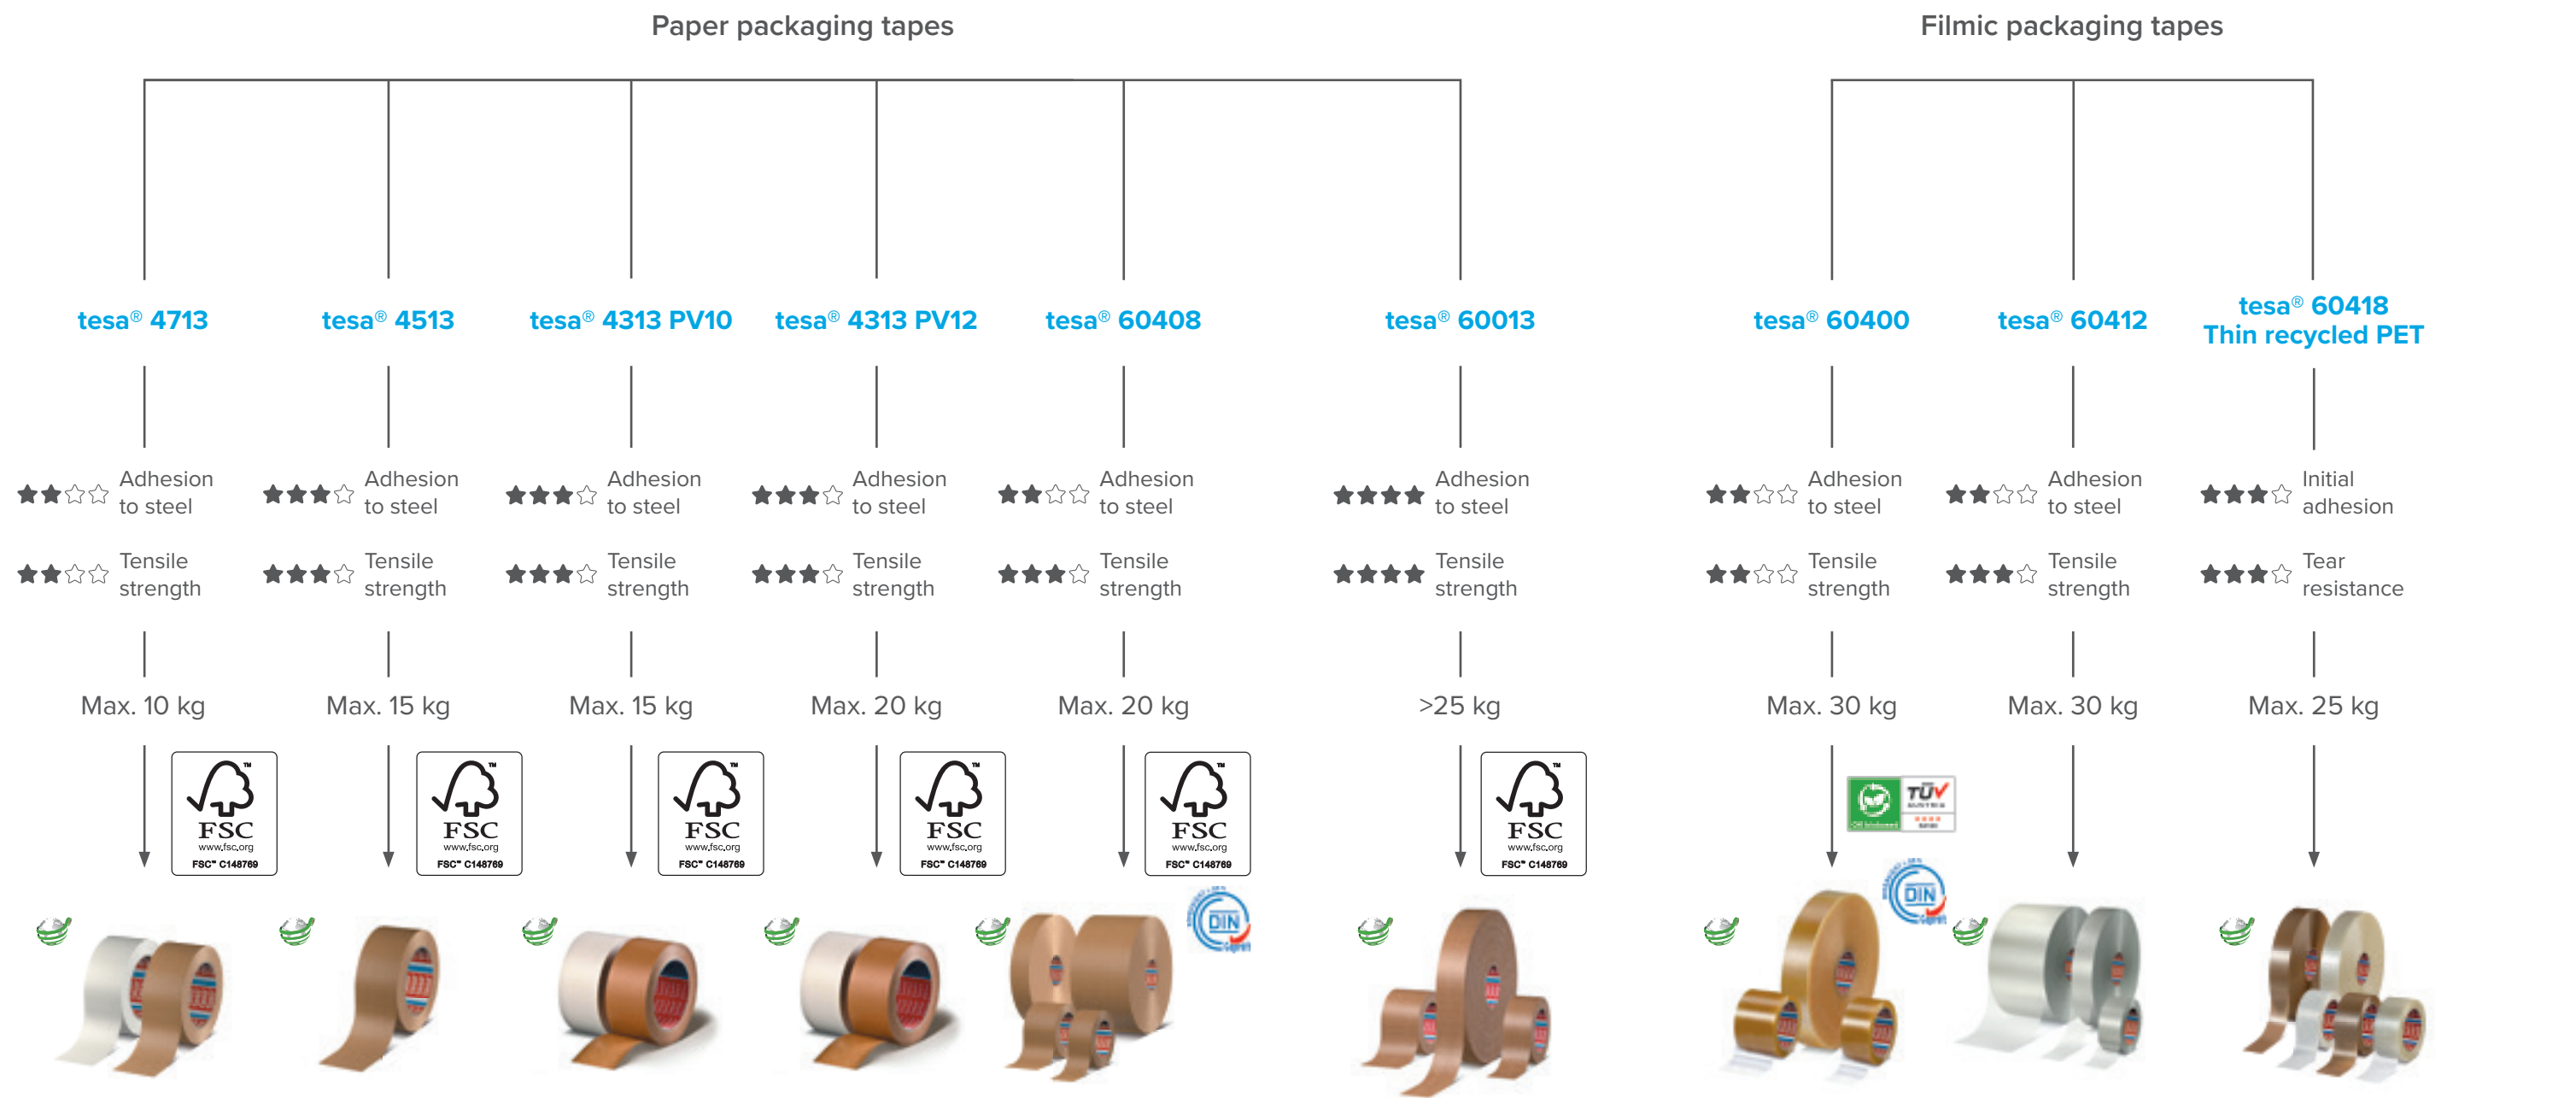 Paper packaging tapes
Filmic packaging tapes
tesa® 4713
tesa® 4513
tesa® 4313 PV10
tesa® 4313 PV12
tesa® 60408
tesa® 60013
tesa® 60400
tesa® 60412
tesa® 60418
Thin recycled PET
Adhesion
to steel
Adhesion
to steel
Adhesion
to steel
Adhesion
to steel
Adhesion
to steel
Adhesion
to steel
Adhesion
to steel
Adhesion
to steel
Initial
adhesion
Tensile
strength
Tensile
strength
Tensile
strength
Tensile
strength
Tensile
strength
Tensile
strength
Tensile
strength
Tensile
strength
Tear
resistance
Max. 10 kg
Max. 15 kg
Max. 15 kg
Max. 20 kg
Max. 20 kg
>25 kg
Max. 30 kg
Max. 30 kg
Max. 25 kg
FSC
www.fsc.org
FSC™ C148769
FSC
www.fsc.org
FSC™ C148769
FSC
www.fsc.org
FSC™ C148769
FSC
www.fsc.org
FSC™ C148769
FSC
www.fsc.org
FSC™ C148769
FSC
www.fsc.org
FSC™ C148769
TÜV
AUSTRIA
DIN
Geprüft
DIN
Geprüft